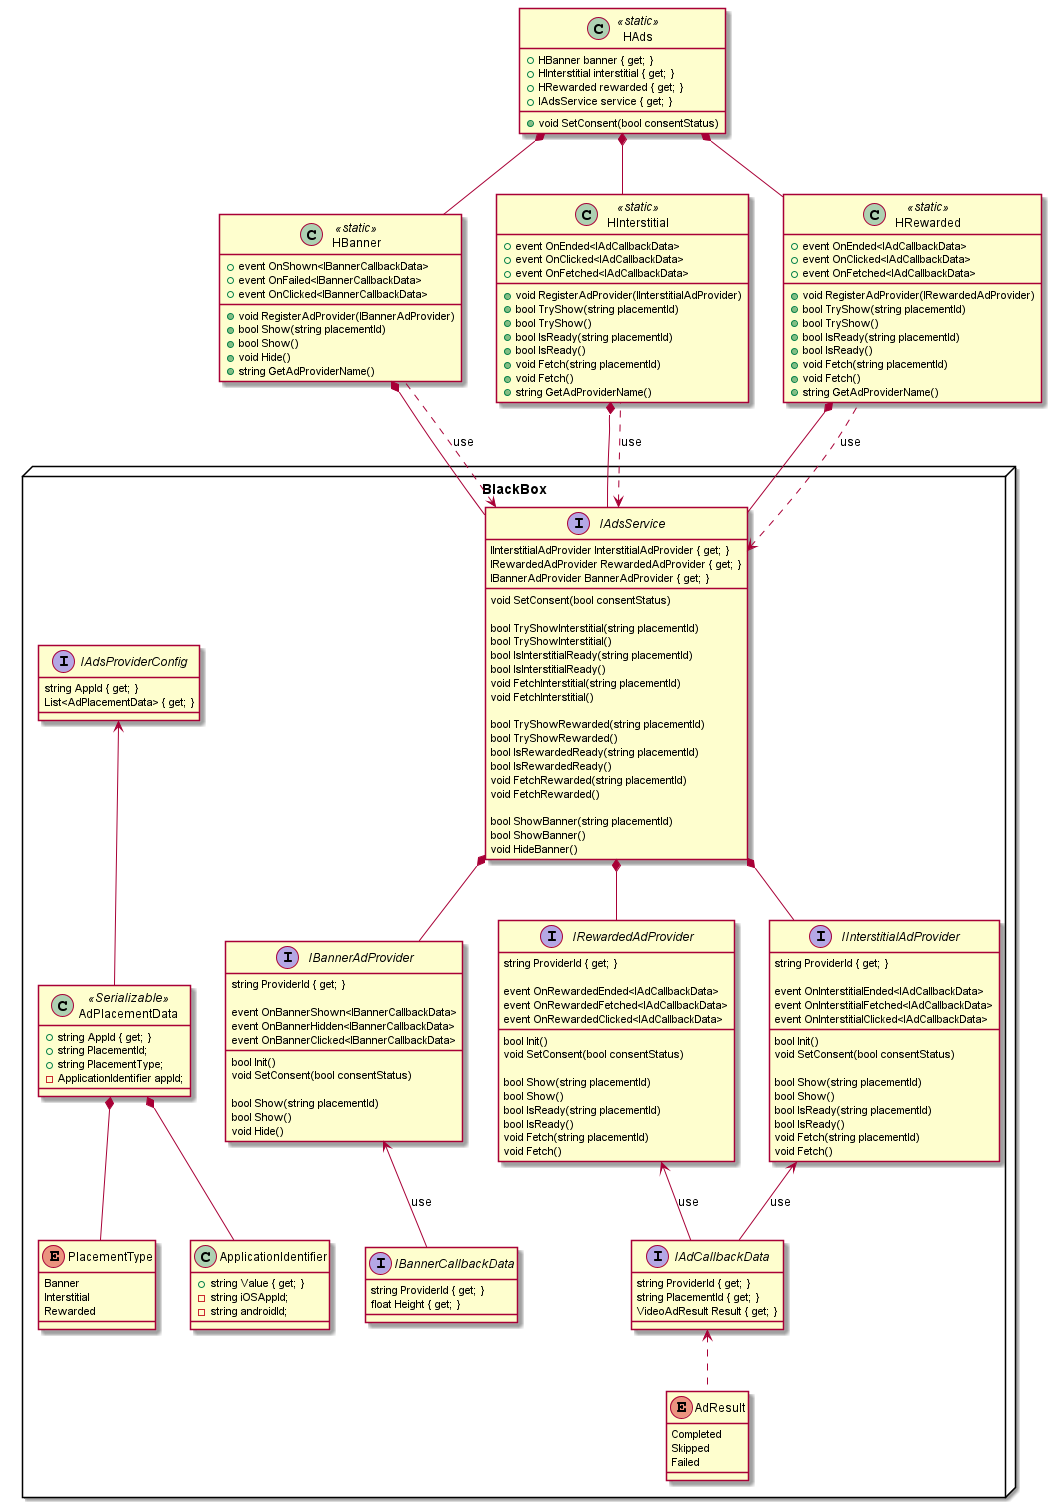 C
«static»
HAds
HBanner banner { get; }
HInterstitial interstitial { get; }
HRewarded rewarded { get; }
IAdsService service { get; }
void SetConsent(bool consentStatus)
C
«static»
HBanner
event OnShown<IBannerCallbackData>
event OnFailed<IBannerCallbackData>
event OnClicked<IBannerCallbackData>
void RegisterAdProvider(IBannerAdProvider)
bool Show(string placementId)
bool Show()
void Hide()
string GetAdProviderName()
C
«static»
HInterstitial
event OnEnded<IAdCallbackData>
event OnClicked<IAdCallbackData>
event OnFetched<IAdCallbackData>
void RegisterAdProvider(IInterstitialAdProvider)
bool TryShow(string placementId)
bool TryShow()
bool IsReady(string placementId)
bool IsReady()
void Fetch(string placementId)
void Fetch()
string GetAdProviderName()
C
«static»
HRewarded
event OnEnded<IAdCallbackData>
event OnClicked<IAdCallbackData>
event OnFetched<IAdCallbackData>
void RegisterAdProvider(IRewardedAdProvider)
bool TryShow(string placementId)
bool TryShow()
bool IsReady(string placementId)
bool IsReady()
void Fetch(string placementId)
void Fetch()
string GetAdProviderName()
use
use
use
BlackBox
I
IAdsService
IInterstitialAdProvider InterstitialAdProvider { get; }
IRewardedAdProvider RewardedAdProvider { get; }
IBannerAdProvider BannerAdProvider { get; }
void SetConsent(bool consentStatus)
bool TryShowInterstitial(string placementId)
bool TryShowInterstitial()
bool IsInterstitialReady(string placementId)
bool IsInterstitialReady()
void FetchInterstitial(string placementId)
void FetchInterstitial()
bool TryShowRewarded(string placementId)
bool TryShowRewarded()
bool IsRewardedReady(string placementId)
bool IsRewardedReady()
void FetchRewarded(string placementId)
void FetchRewarded()
bool ShowBanner(string placementId)
bool ShowBanner()
void HideBanner()
I
IAdsProviderConfig
string AppId { get; }
List<AdPlacementData> { get; }
C
«Serializable»
AdPlacementData
string AppId { get; }
string PlacementId;
string PlacementType;
ApplicationIdentifier appId;
I
IBannerAdProvider
string ProviderId { get; }
event OnBannerShown<IBannerCallbackData>
event OnBannerHidden<IBannerCallbackData>
event OnBannerClicked<IBannerCallbackData>
bool Init()
void SetConsent(bool consentStatus)
bool Show(string placementId)
bool Show()
void Hide()
I
IRewardedAdProvider
string ProviderId { get; }
event OnRewardedEnded<IAdCallbackData>
event OnRewardedFetched<IAdCallbackData>
event OnRewardedClicked<IAdCallbackData>
bool Init()
void SetConsent(bool consentStatus)
bool Show(string placementId)
bool Show()
bool IsReady(string placementId)
bool IsReady()
void Fetch(string placementId)
void Fetch()
I
IInterstitialAdProvider
string ProviderId { get; }
event OnInterstitialEnded<IAdCallbackData>
event OnInterstitialFetched<IAdCallbackData>
event OnInterstitialClicked<IAdCallbackData>
bool Init()
void SetConsent(bool consentStatus)
bool Show(string placementId)
bool Show()
bool IsReady(string placementId)
bool IsReady()
void Fetch(string placementId)
void Fetch()
use
use
use
E
PlacementType
Banner
Interstitial
Rewarded
C
ApplicationIdentifier
string Value { get; }
string iOSAppId;
string androidId;
I
IBannerCallbackData
string ProviderId { get; }
float Height { get; }
I
IAdCallbackData
string ProviderId { get; }
string PlacementId { get; }
VideoAdResult Result { get; }
E
AdResult
Completed
Skipped
Failed